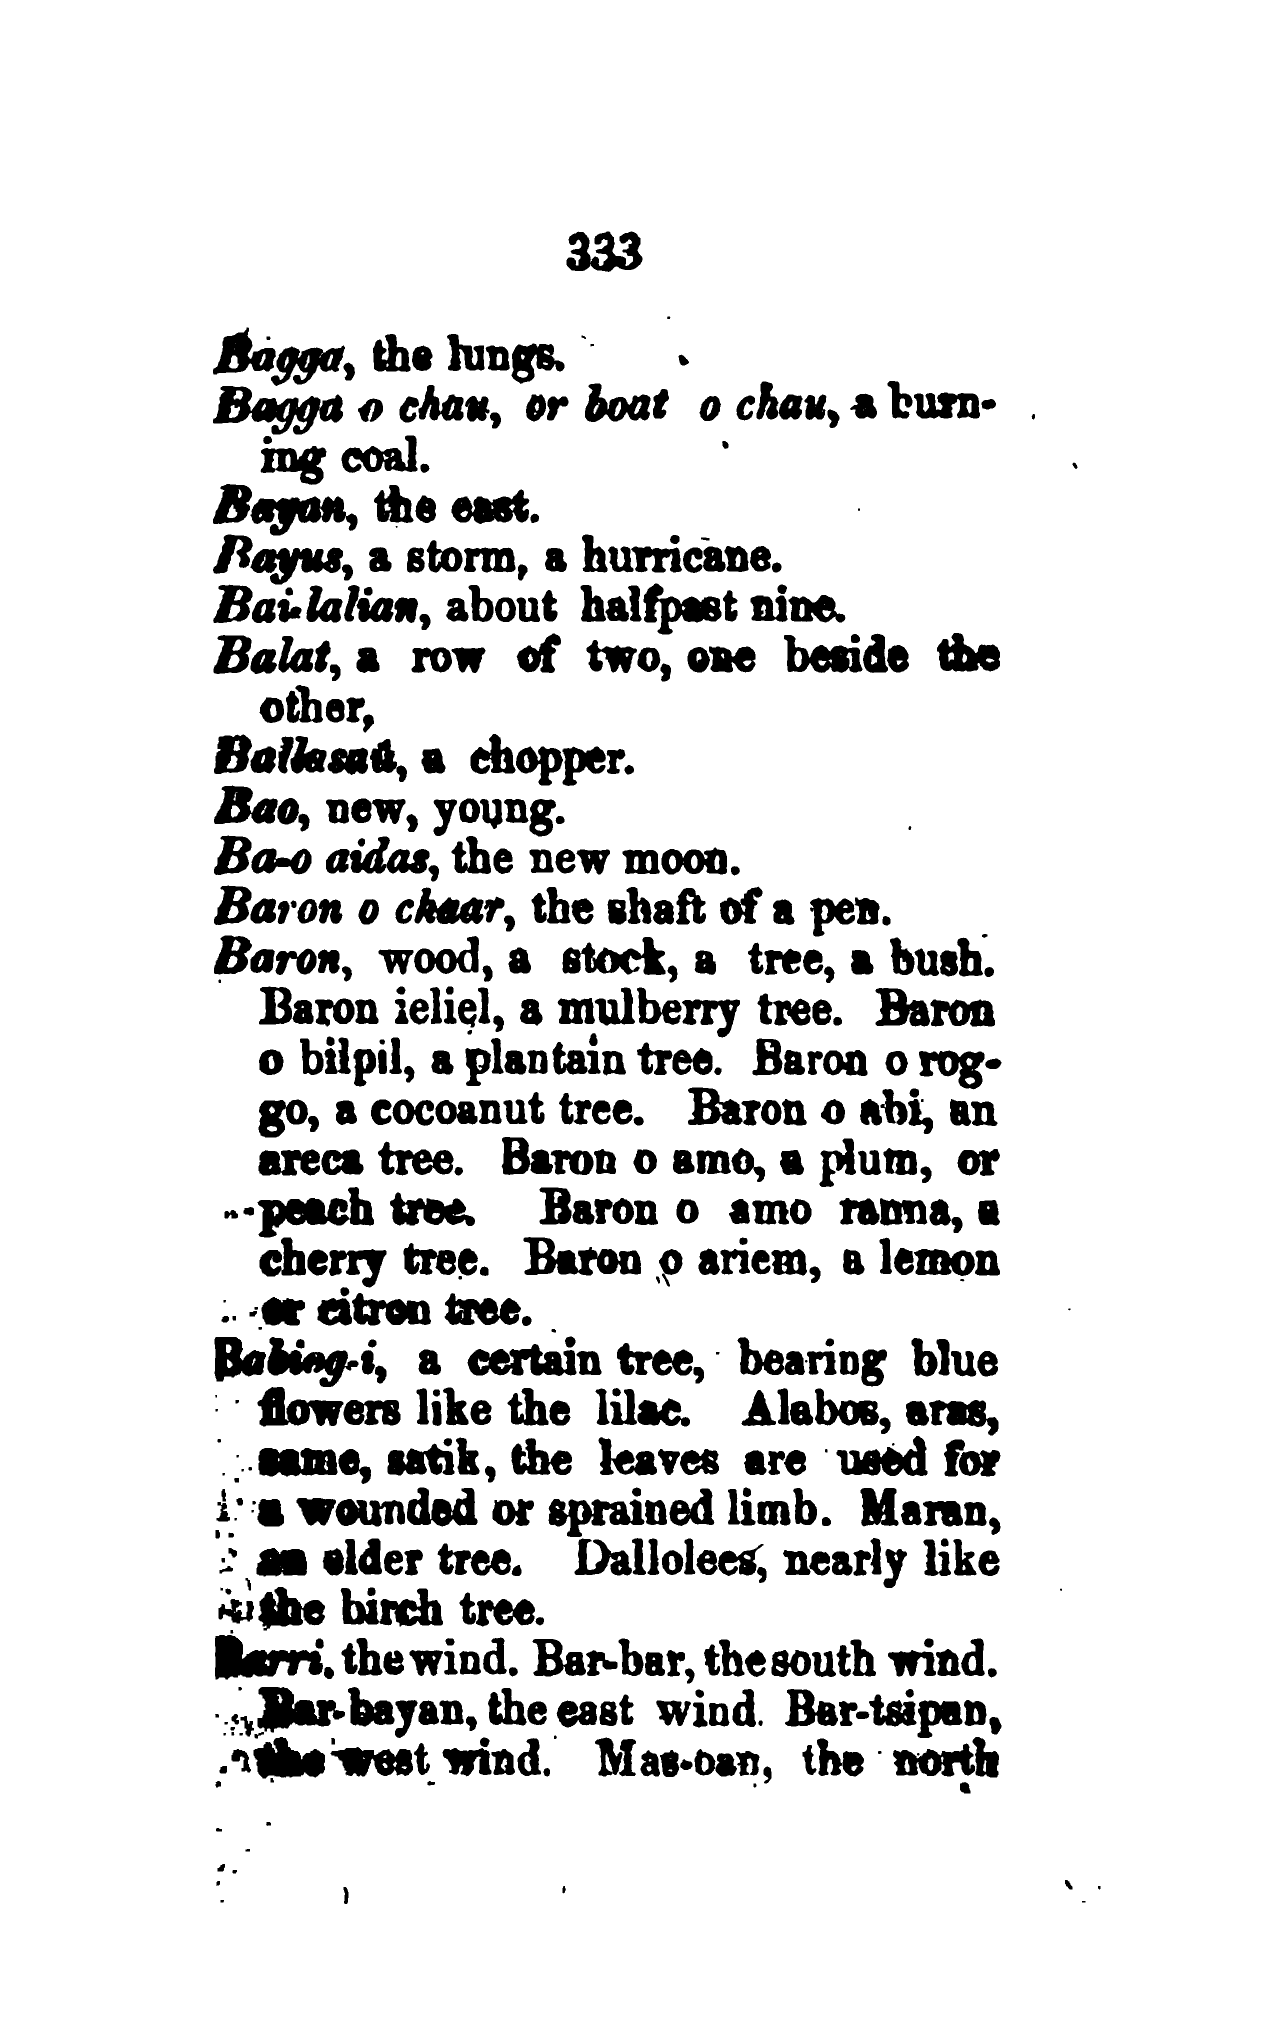 333
Bagga, the lungs.
Bagga o chau, or boat o chau, a burn-
ing coal.
Bayan, the east.
Bayus, a storm, a hurricane.
Bai-lalian, about halfpast nine.
Balat, a row of two, one beside the
other,
Ballasaŭ, a chopper.
Bao, new, young.
Ba-o aidas, the new moon.
Baron o chaar, the shaft of a pen.
Baron, wood, a stock, a tree, a bush.
Baron ieliel, a mulberry tree. Baron
o bilpil, a plantain tree. Baron o rog-
go, a cocoanut tree. Baron o abi, an
areca tree. Baron o amo, a plum, or
peach tree. Baron o amo ranna, a
cherry tree. Baron o ariem, a lemon
or citron tree.
Babiog-i, a certain tree, bearing blue
flowers like the lilac. Alabos, aras,
same, satik, the leaves are used for
a wounded or sprained limb. Maran,
an elder tree. Dallolees, nearly like
the birch tree.
Barri, the wind. Bar-bar, the south wind.
Bar-bayan, the east wind. Bar-tsipan,
the west wind. Mas-oan, the north